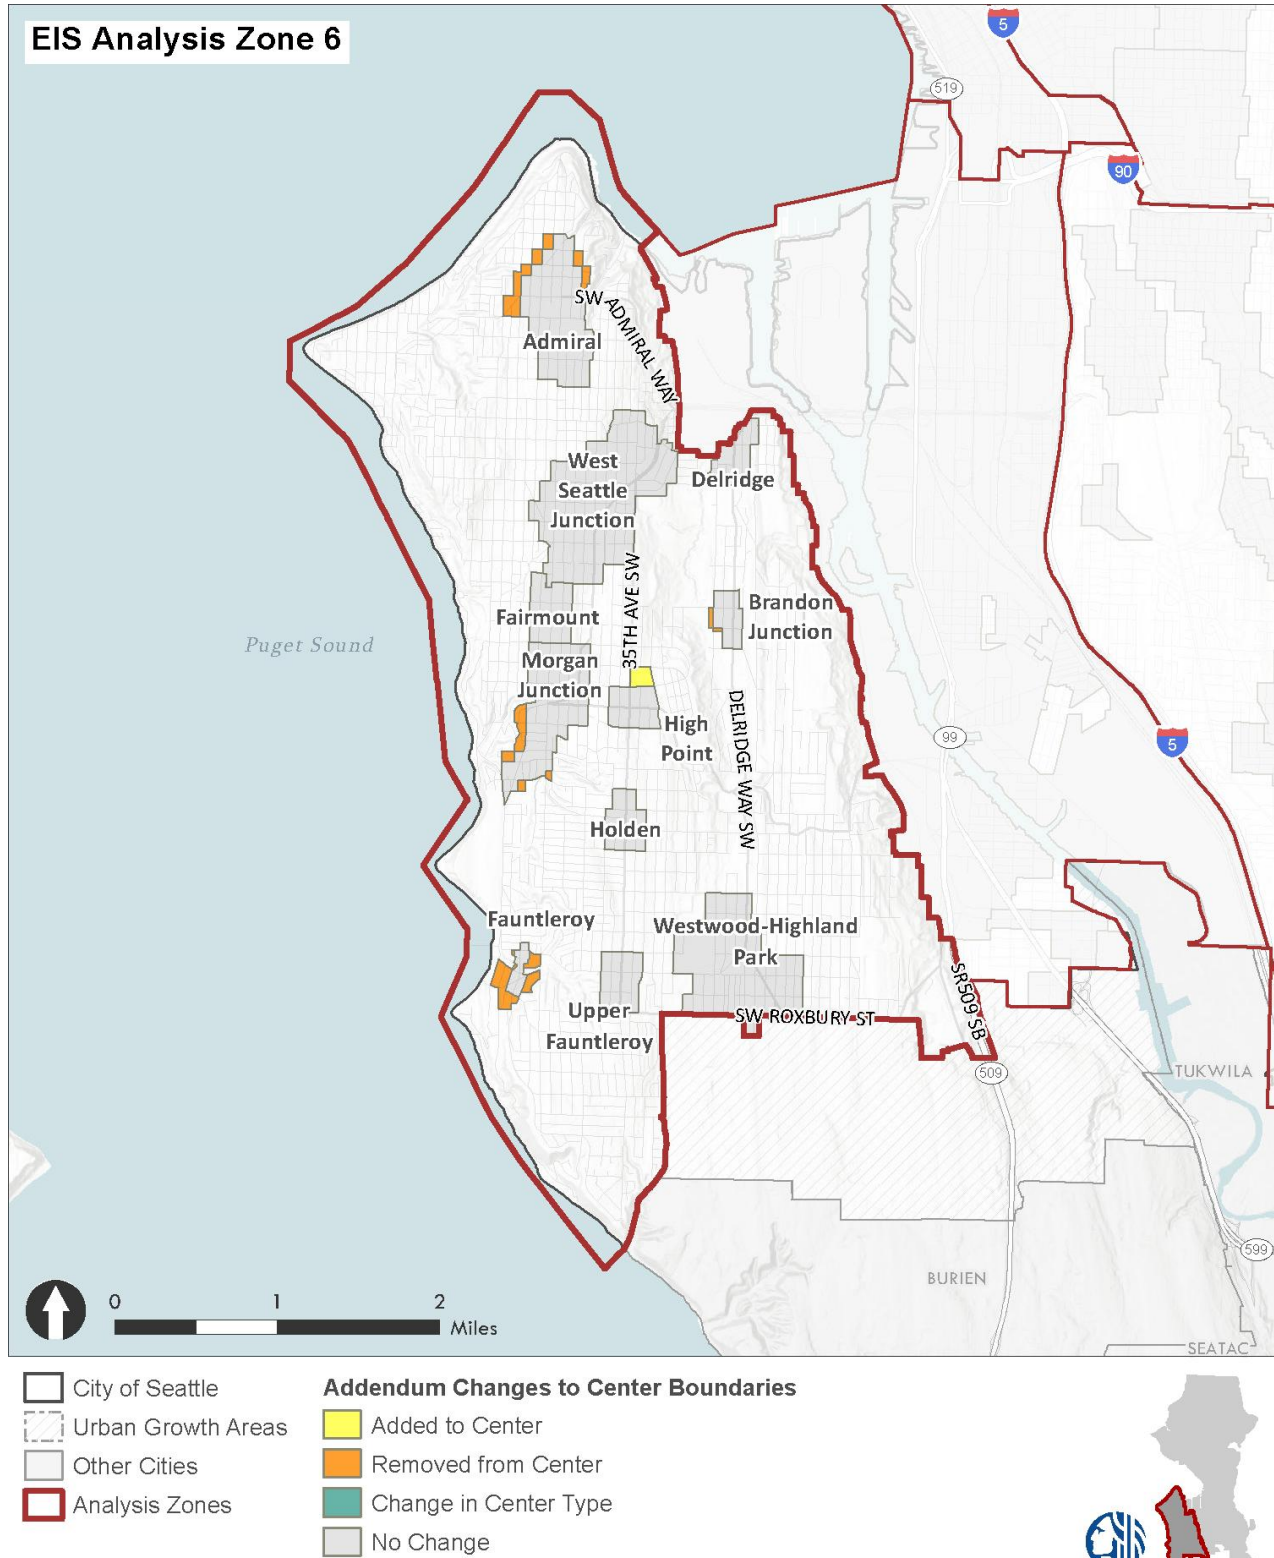 EIS Analysis Zone 6
5
519
90
SW ADMIRAL WAY
Admiral
West
Seattle
Junction
Delridge
35TH AVE SW
Fairmount
Brandon
Junction
Puget Sound
Morgan
Junction
High
Point
DELRIDGE WAY SW
99
5
Holden
Fauntleroy
Westwood-Highland
Park
Upper
Fauntleroy
SW ROXBURY ST
SR509 SB
509
TUKWILA
599
BURIEN
SEATAC
0 1 2
Miles
City of Seattle
Urban Growth Areas
Other Cities
Analysis Zones
Addendum Changes to Center Boundaries
Added to Center
Removed from Center
Change in Center Type
No Change